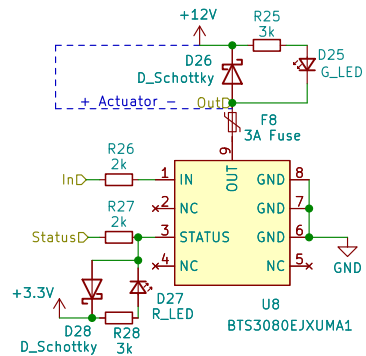 +12V
R25
3k
D26
D_Schottky
D25
G_LED
+ Actuator -
Out
F8
3A Fuse
9
OUT
R26
2k
In
1
IN
GND
8
2
NC
GND
7
R27
2k
Status
3
STATUS
GND
6
4
NC
NC
5
GND
+3.3V
D27
R_LED
U8
BTS3080EJXUMA1
D28
D_Schottky
R28
3k